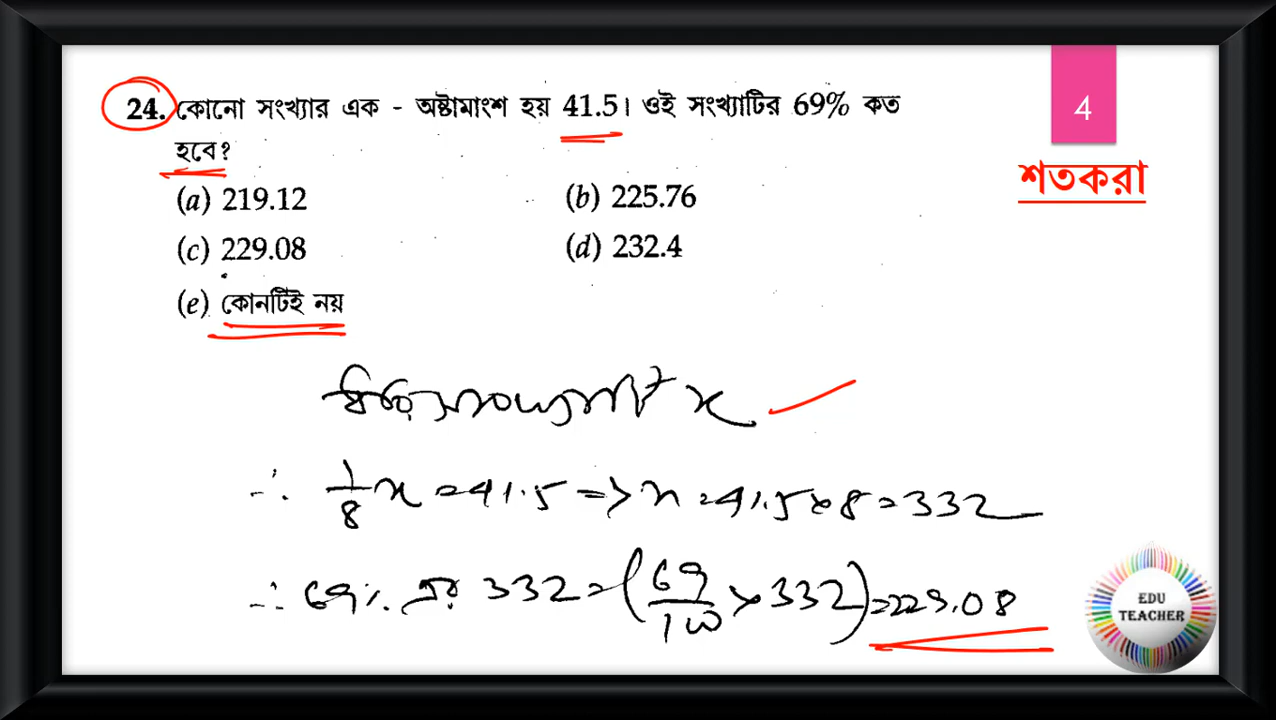 24. কোনো সংখ্যার এক - অষ্টামাংশ হয় 41.5। ওই সংখ্যাটির 69% কত
হবে?
(a) 219.12 (b) 225.76
(c) 229.08 (d) 232.4
(e) কোনটিই নয়
4
শতকরা
ধরি সংখ্যাটি x
∴ 1/8 x = 41.5 => x = 41.5 × 8 = 332
∴ 69% এর 332 = (69/100 × 332) = 229.08
EDU
TEACHER